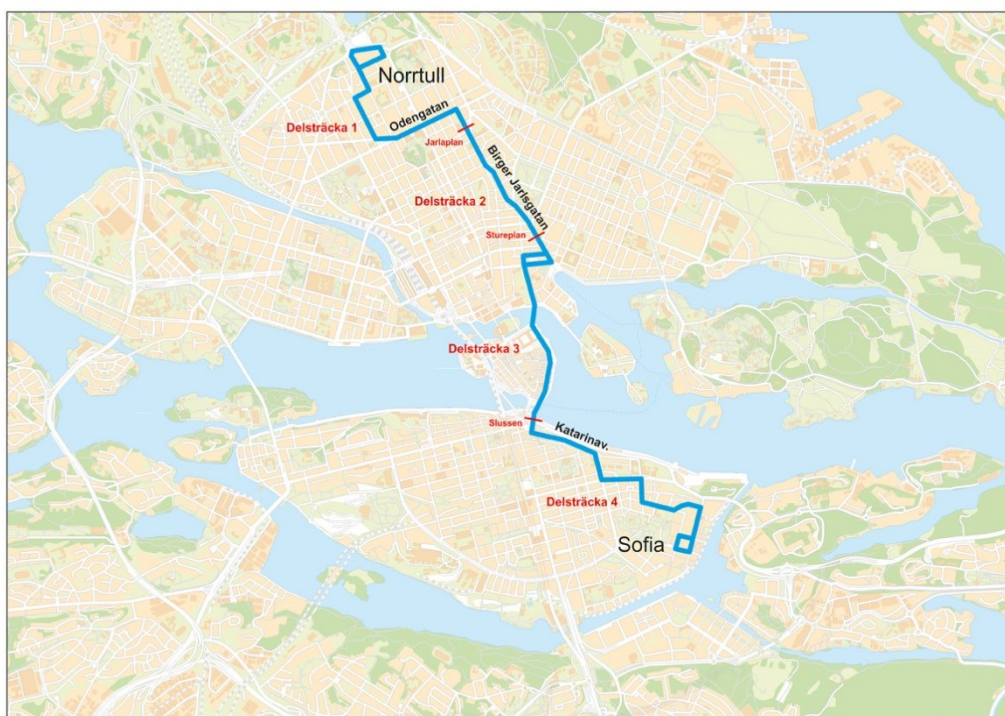 Norrtull
Delsträcka 1
Odengatan
Jarlaplan
Birger Jarlsgatan
Delsträcka 2
Stureplan
Delsträcka 3
Slussen
Katarinav.
Delsträcka 4
Sofia